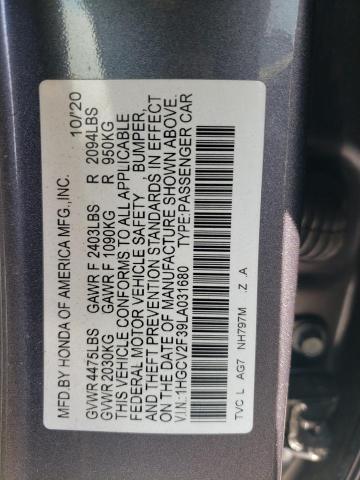 MFD.BY HONDA OF AMERICA MFG.,INC. 10/20
GVWR 4475LBS GAWR F 2403LBS R 2094LBS
GVWR 2030KG GAWR F 1090KG R 950KG
THIS VEHICLE CONFORMS TO ALL APPLICABLE
FEDERAL MOTOR VEHICLE SAFETY , BUMPER,
AND THEFT PREVENTION STANDARDS IN EFFECT
ON THE DATE OF MANUFACTURE SHOWN ABOVE.
V.I.N.:1HGCV2F39LA031680 TYPE:PASSENGER CAR
TVC L AG7 NH797M .Z .A